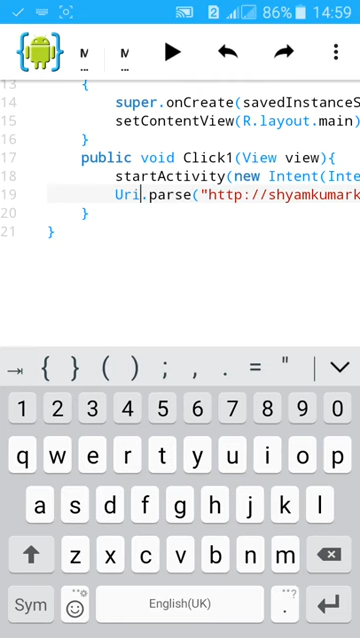 2 86% 14:59
M M
13 {
14 super.onCreate(savedInstanceS
15 setContentView(R.layout.main)
16 }
17 public void Click1(View view){
18 startActivity(new Intent(Inte
19 Uri.parse("http://shyamkumark
20 }
21 }
{ } ( ) ; , . = " |
1 2 3 4 5 6 7 8 9 0
q w e r t y u i o p
a s d f g h j k l
z x c v b n m
Sym English(UK) . ..?